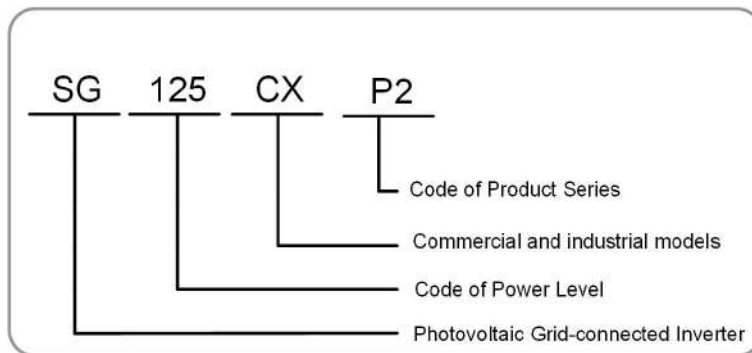 SG 125 CX P2
Code of Product Series
Commercial and industrial models
Code of Power Level
Photovoltaic Grid-connected Inverter